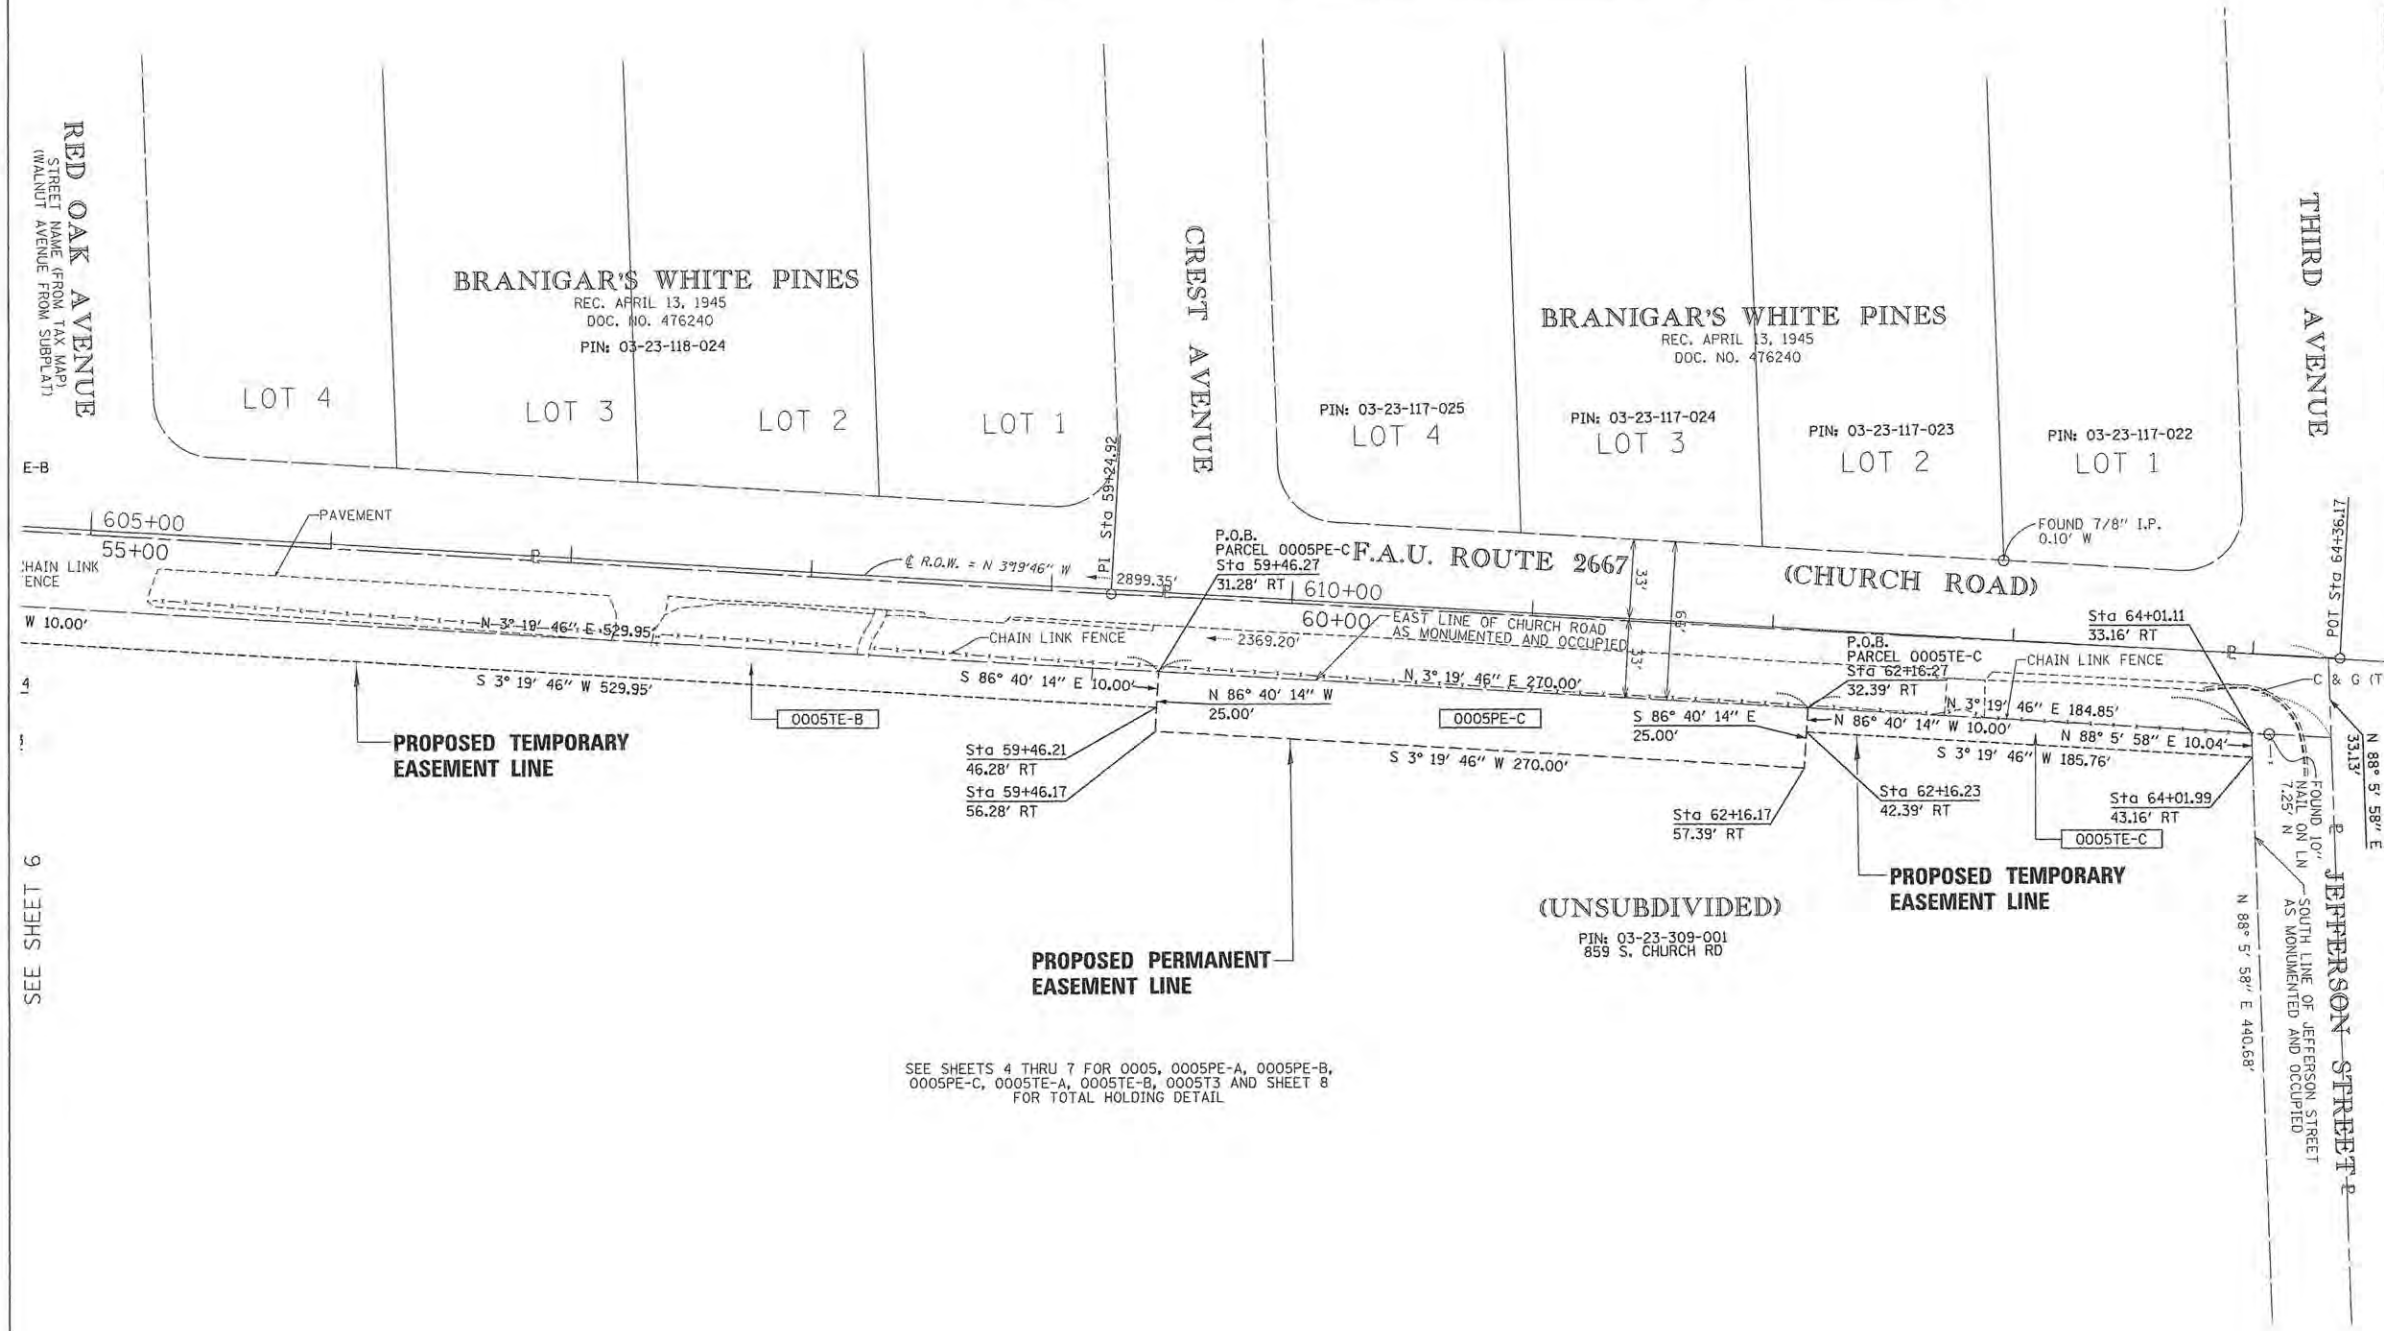 RED OAK AVENUE
STREET NAME (FROM TAX MAP)
(WALNUT AVENUE FROM SUBPLAT)
BRANIGAR'S WHITE PINES
REC. APRIL 13, 1945
DOC. NO. 476240
PIN: 03-23-118-024
LOT 4
LOT 3
LOT 2
LOT 1
CREST AVENUE
PI Sta 59+24.92
BRANIGAR'S WHITE PINES
REC. APRIL 13, 1945
DOC. NO. 476240
PIN: 03-23-117-025
LOT 4
PIN: 03-23-117-024
LOT 3
PIN: 03-23-117-023
LOT 2
PIN: 03-23-117-022
LOT 1
THIRD AVENUE
POT Sta 64+36.17
E-B
605+00
55+00
PAVEMENT
HAIN LINK
ENCE
W 10.00'
N 3° 19' 46" E 529.95'
S 3° 19' 46" W 529.95'
℄ R.O.W. = N 3°19'46" W
2899.35'
P.O.B.
PARCEL 0005PE-C
Sta 59+46.27
31.28' RT
F.A.U. ROUTE 2667
(CHURCH ROAD)
33'
66'
33'
FOUND 7/8" I.P.
0.10' W
610+00
60+00
EAST LINE OF CHURCH ROAD
AS MONUMENTED AND OCCUPIED
2369.20'
CHAIN LINK FENCE
S 86° 40' 14" E 10.00'
N 86° 40' 14" W
25.00'
N 3° 19' 46" E 270.00'
0005TE-B
0005PE-C
S 86° 40' 14" E
25.00'
S 3° 19' 46" W 270.00'
P.O.B.
PARCEL 0005TE-C
Sta 62+16.27
32.39' RT
Sta 64+01.11
33.16' RT
CHAIN LINK FENCE
C & G (T
N 3° 19' 46" E 184.85'
N 86° 40' 14" W 10.00'
N 88° 5' 58" E 10.04'
S 3° 19' 46" W 185.76'
N 88° 5' 58" E
33.13'
PROPOSED TEMPORARY
EASEMENT LINE
Sta 59+46.21
46.28' RT
Sta 59+46.17
56.28' RT
Sta 62+16.17
57.39' RT
Sta 62+16.23
42.39' RT
Sta 64+01.99
43.16' RT
0005TE-C
FOUND 10"
NAIL ON LN
7.25' N
PROPOSED TEMPORARY
EASEMENT LINE
(UNSUBDIVIDED)
PIN: 03-23-309-001
859 S. CHURCH RD
PROPOSED PERMANENT
EASEMENT LINE
SEE SHEET 6
N 88° 5' 58" E 440.68'
SOUTH LINE OF JEFFERSON STREET
AS MONUMENTED AND OCCUPIED
JEFFERSON STREET
SEE SHEETS 4 THRU 7 FOR 0005, 0005PE-A, 0005PE-B,
0005PE-C, 0005TE-A, 0005TE-B, 0005T3 AND SHEET 8
FOR TOTAL HOLDING DETAIL